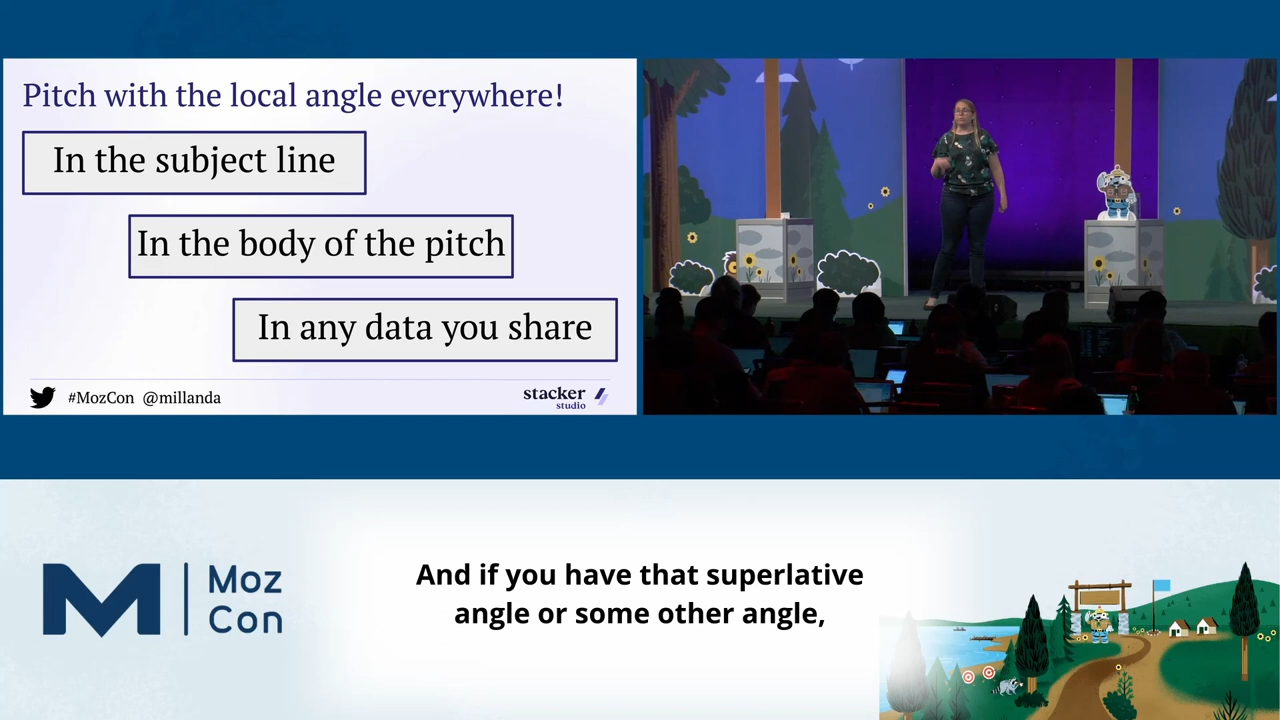 Pitch with the local angle everywhere!
In the subject line
In the body of the pitch
In any data you share
#MozCon @millanda
stacker
studio
Moz
Con
And if you have that superlative
angle or some other angle,